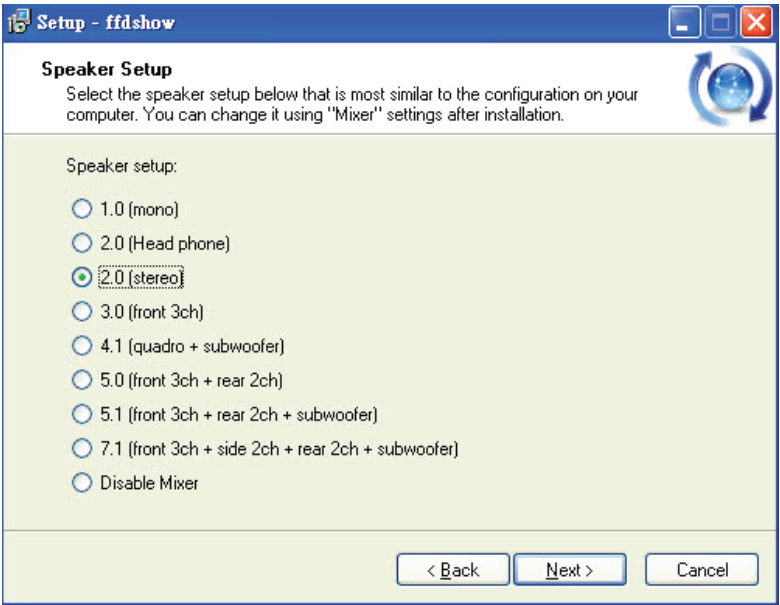 Setup - ffdshow
Speaker Setup
Select the speaker setup below that is most similar to the configuration on your
computer. You can change it using "Mixer" settings after installation.
Speaker setup:
1.0 (mono)
2.0 (Head phone)
2.0 (stereo)
3.0 (front 3ch)
4.1 (quadro + subwoofer)
5.0 (front 3ch + rear 2ch)
5.1 (front 3ch + rear 2ch + subwoofer)
7.1 (front 3ch + side 2ch + rear 2ch + subwoofer)
Disable Mixer
< Back Next > Cancel